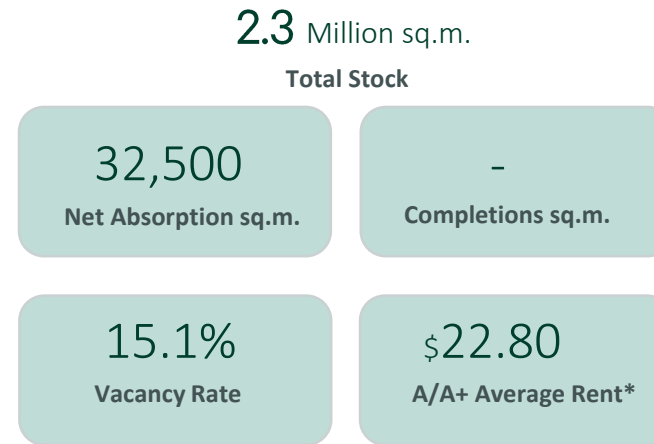 2.3 Million sq.m.
Total Stock
32,500
Net Absorption sq.m.
-
Completions sq.m.
15.1%
Vacancy Rate
$22.80
A/A+ Average Rent*